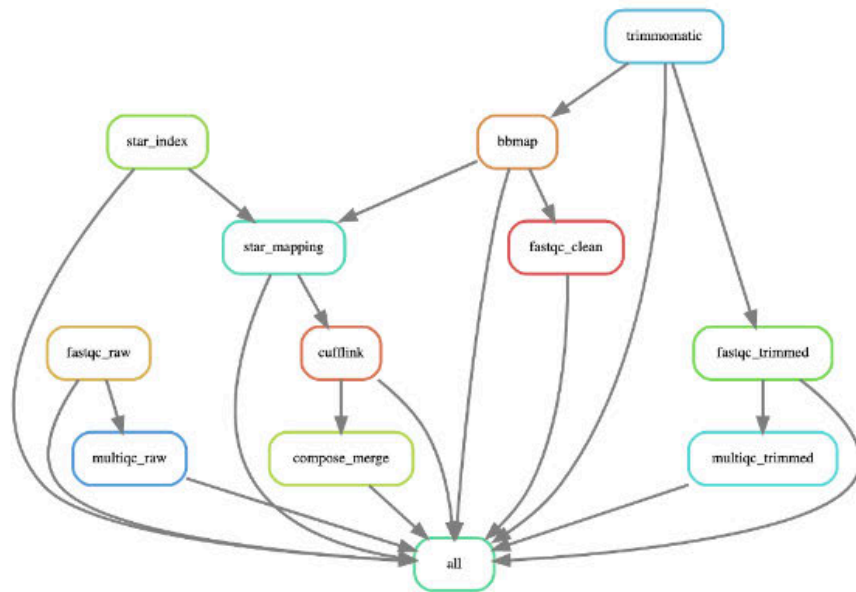 trimmomatic
star_index
bbmap
star_mapping
fastqc_clean
fastqc_raw
cufflink
fastqc_trimmed
multiqc_raw
compose_merge
multiqc_trimmed
all